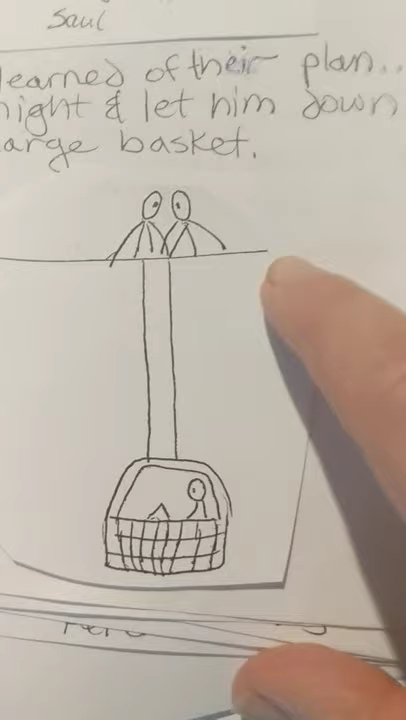 Saul
learned of their plan...
night & let him down
large basket.